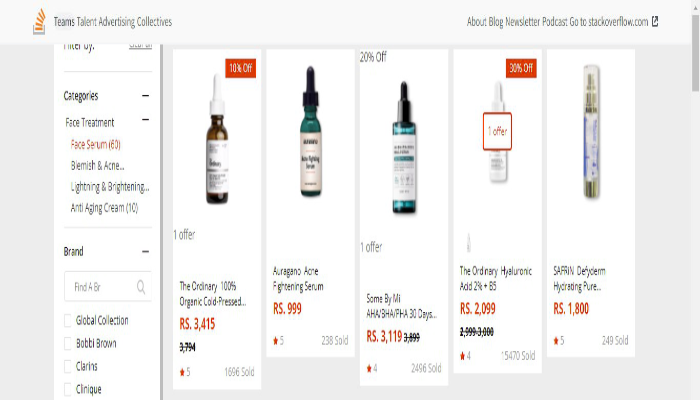 Teams Talent Advertising Collectives
About Blog Newsletter Podcast Go to stackoverflow.com
Filter by:
Clear all
Categories
Face Treatment
Face Serum (60)
Blemish & Acne...
Lightning & Brightening...
Anti Aging Cream (10)
Brand
Find A Br
Global Collection
Bobbi Brown
Clarins
Clinique
10% Off
1 offer
The Ordinary 100%
Organic Cold-Pressed...
RS. 3,415
3,794
5
1696 Sold
Auragano Acne
Fightening Serum
RS. 999
5
238 Sold
20% Off
1 offer
Some By Mi
AHA/BHA/PHA 30 Days...
RS. 3,119 3,899
4
2496 Sold
30% Off
1 offer
The Ordinary Hyaluronic
Acid 2% + B5
RS. 2,099
2,999-3,000
4
15470 Sold
SAFRIN Defyderm
Hydrating Pure...
RS. 1,800
5
249 Sold